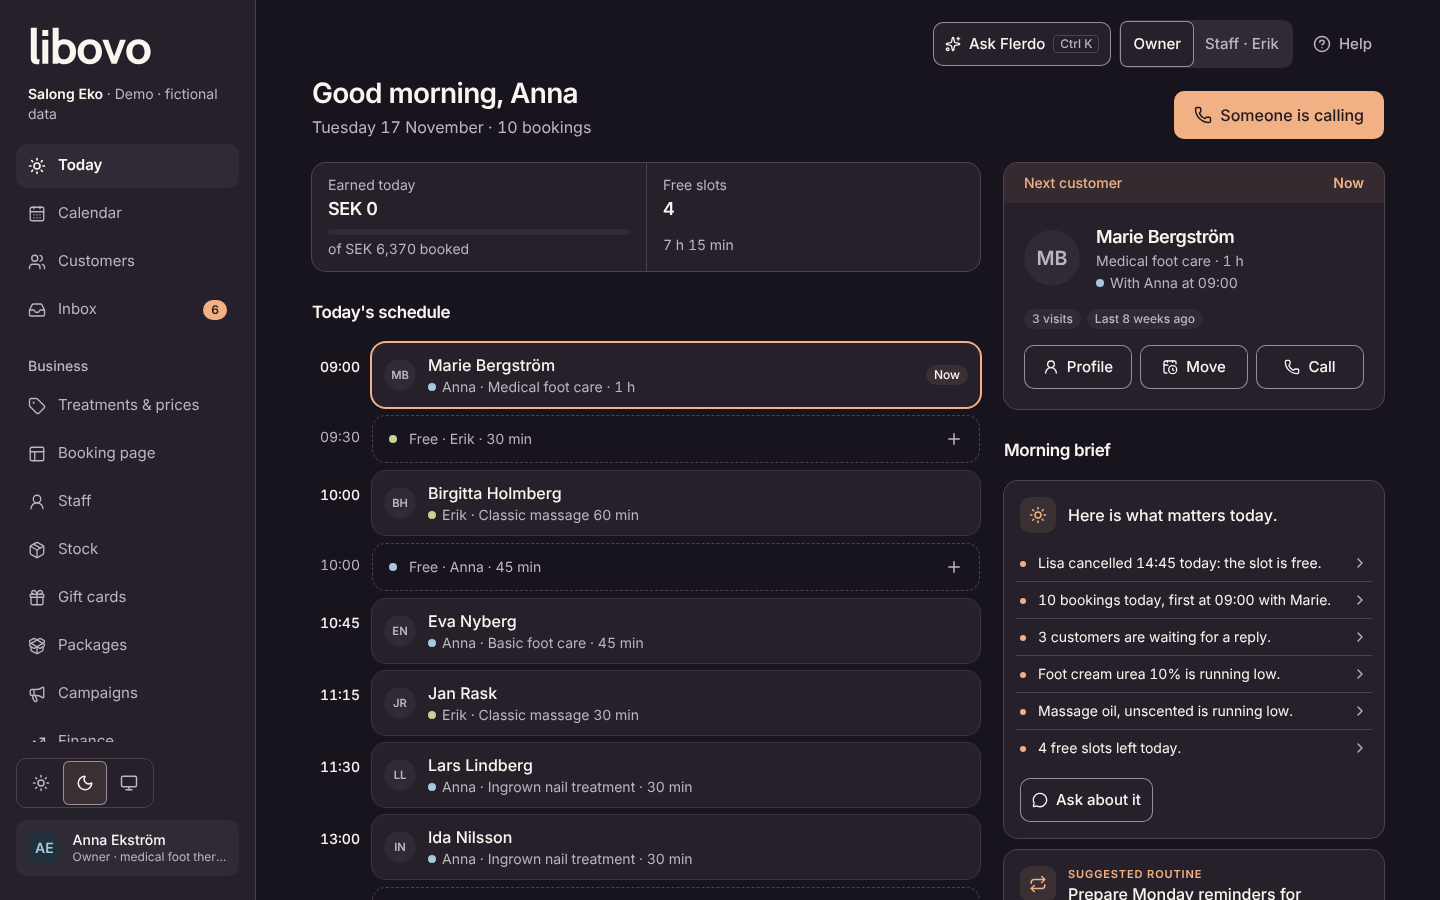 libovo
Salong Eko · Demo · fictional
data
Today
Calendar
Customers
Inbox
6
Business
Treatments & prices
Booking page
Staff
Stock
Gift cards
Packages
Campaigns
Finance
AE
Anna Ekström
Owner · medical foot ther...
Ask Flerdo
Ctrl K
Owner
Staff · Erik
Help
Good morning, Anna
Tuesday 17 November · 10 bookings
Someone is calling
Earned today
SEK 0
of SEK 6,370 booked
Free slots
4
7 h 15 min
Today's schedule
09:00
MB
Marie Bergström
Anna · Medical foot care · 1 h
Now
09:30
Free · Erik · 30 min
10:00
BH
Birgitta Holmberg
Erik · Classic massage 60 min
10:00
Free · Anna · 45 min
10:45
EN
Eva Nyberg
Anna · Basic foot care · 45 min
11:15
JR
Jan Rask
Erik · Classic massage 30 min
11:30
LL
Lars Lindberg
Anna · Ingrown nail treatment · 30 min
13:00
IN
Ida Nilsson
Anna · Ingrown nail treatment · 30 min
Next customer
Now
MB
Marie Bergström
Medical foot care · 1 h
With Anna at 09:00
3 visits
Last 8 weeks ago
Profile
Move
Call
Morning brief
Here is what matters today.
Lisa cancelled 14:45 today: the slot is free.
10 bookings today, first at 09:00 with Marie.
3 customers are waiting for a reply.
Foot cream urea 10% is running low.
Massage oil, unscented is running low.
4 free slots left today.
Ask about it
SUGGESTED ROUTINE
Prepare Monday reminders for